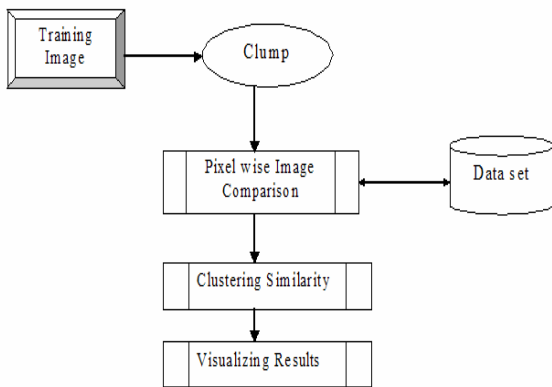 Training
Image
Clump
Pixel wise Image
Comparison
Data set
Clustering Similarity
Visualizing Results